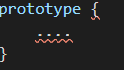 prototype {
    ....
}